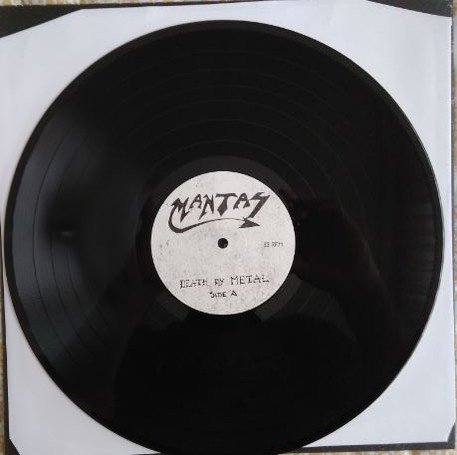 MANTAS
33 RPM
DEATH BY METAL
SIDE A